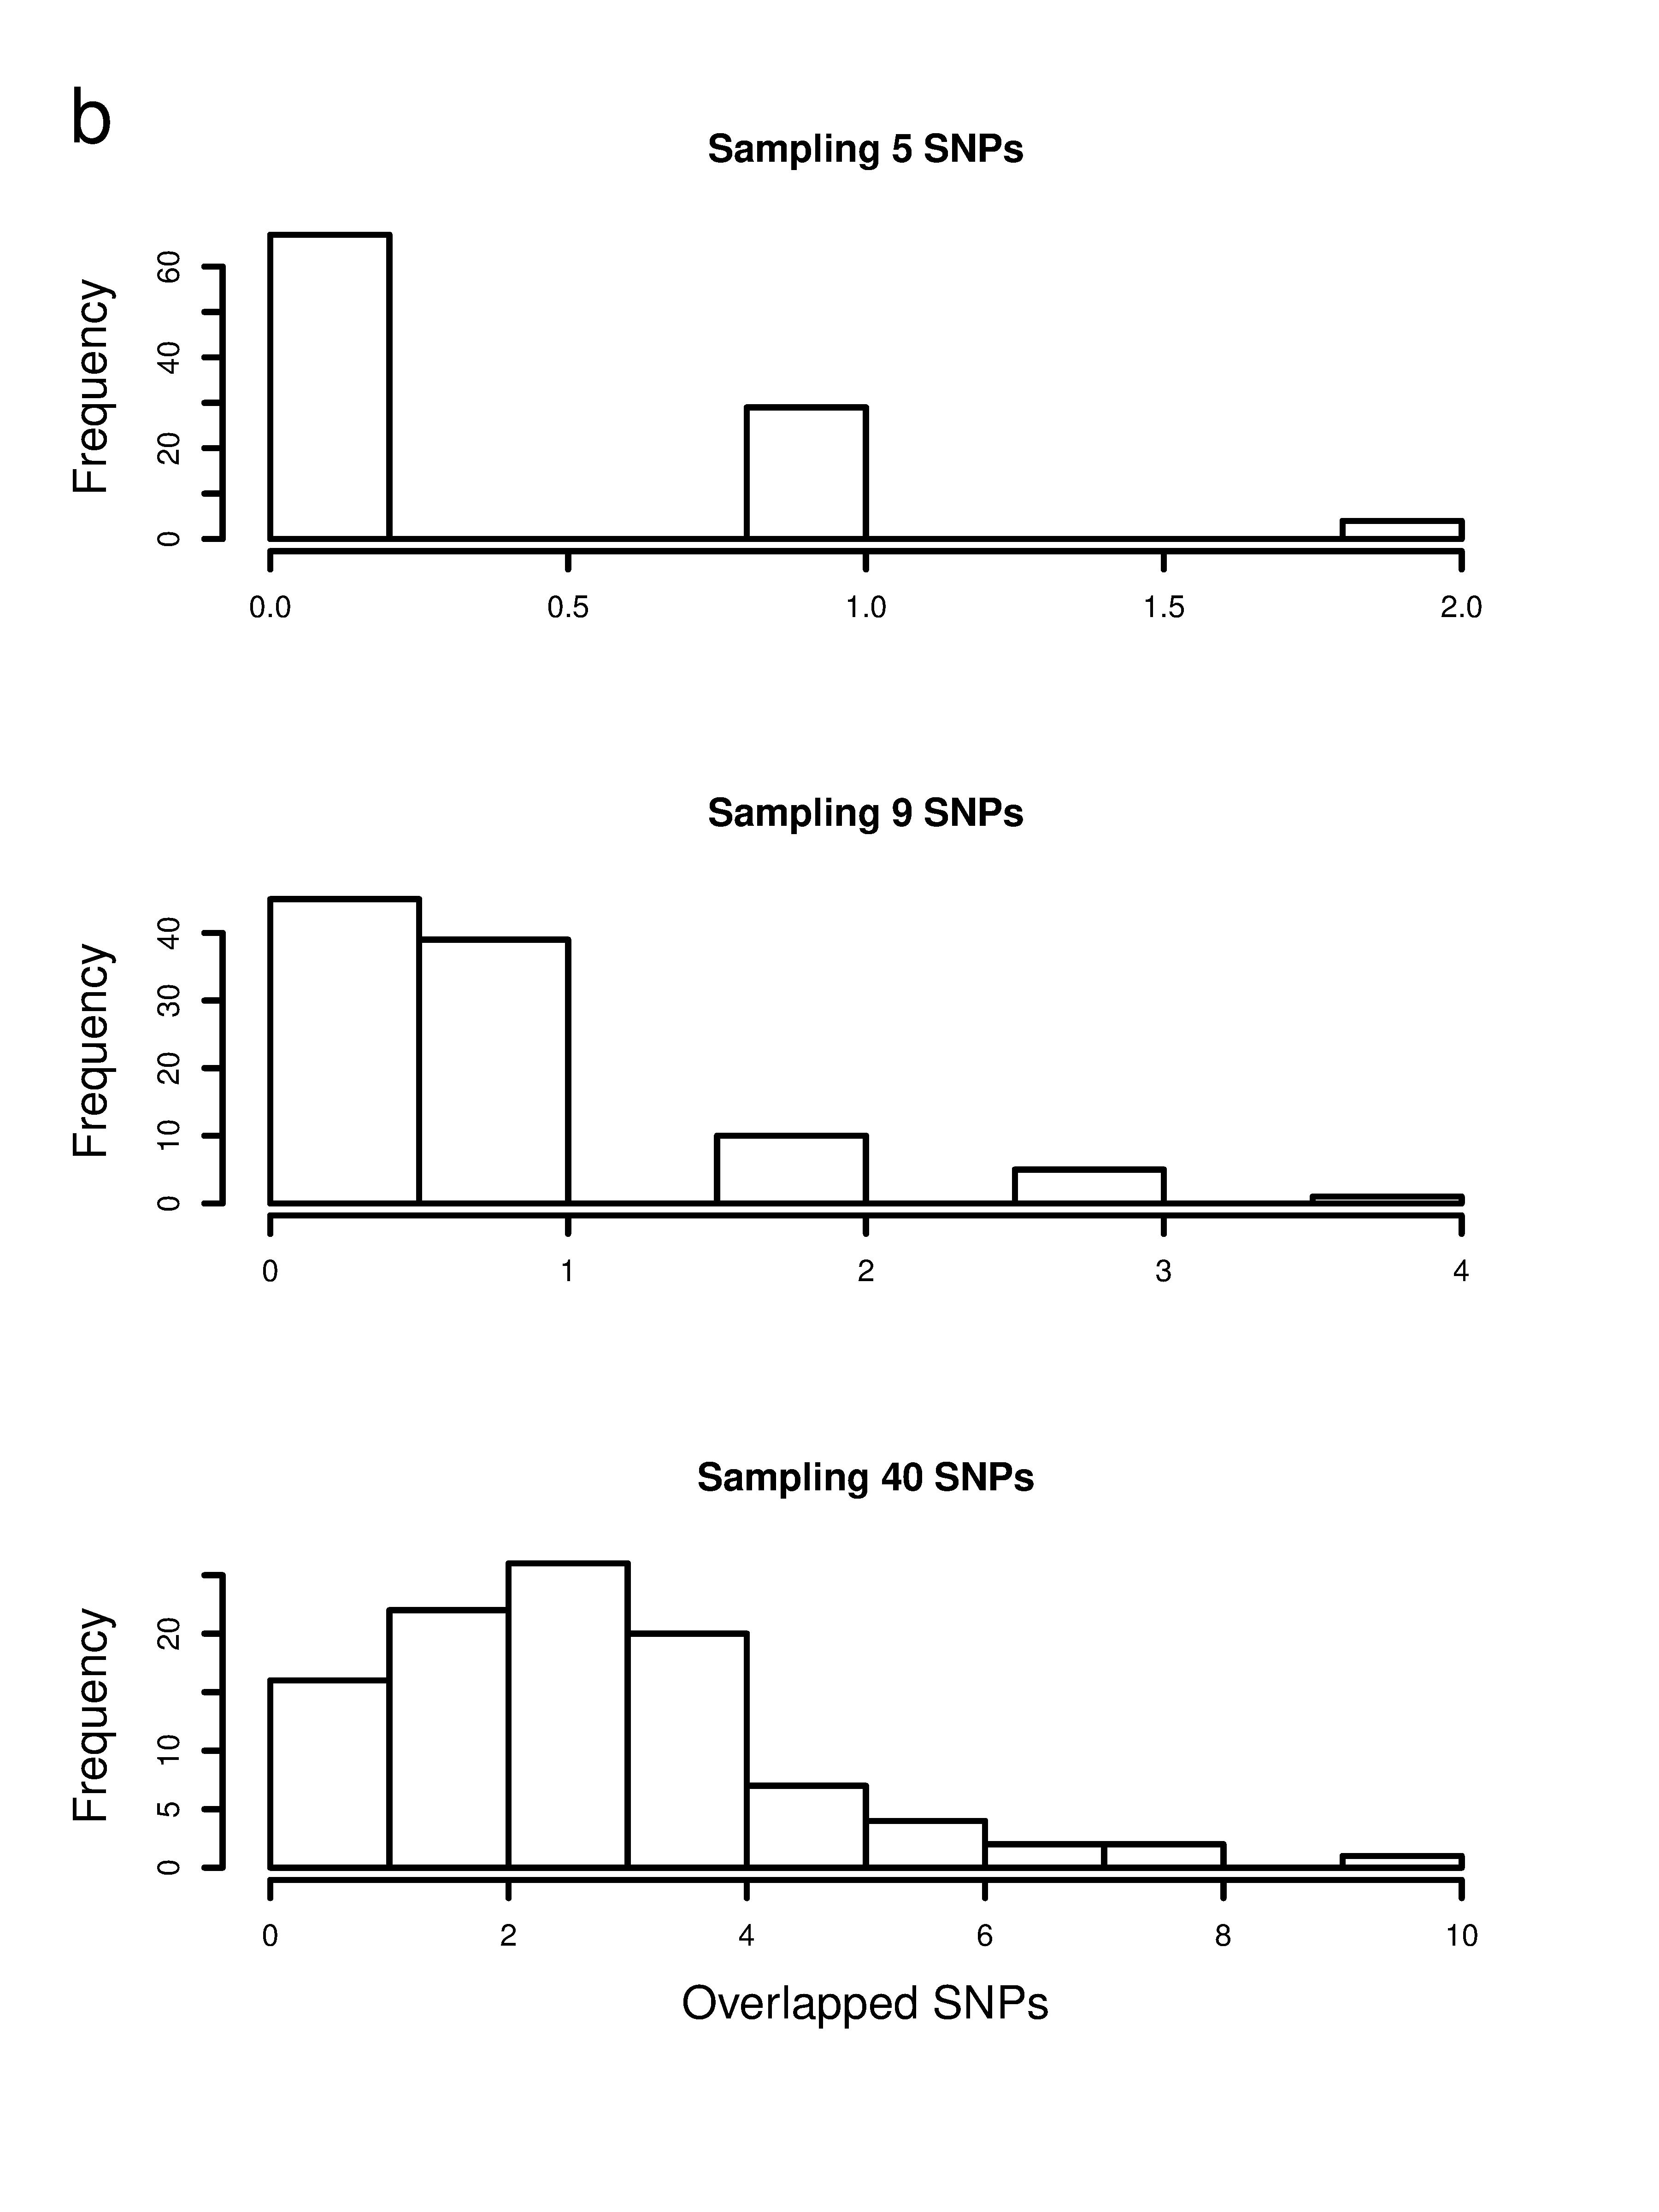 b
Sampling 5 SNPs
Frequency
0 20 40 60
0.0 0.5 1.0 1.5 2.0
Sampling 9 SNPs
Frequency
0 10 20 30 40
0 1 2 3 4
Sampling 40 SNPs
Frequency
0 5 10 20
0 2 4 6 8 10
Overlapped SNPs